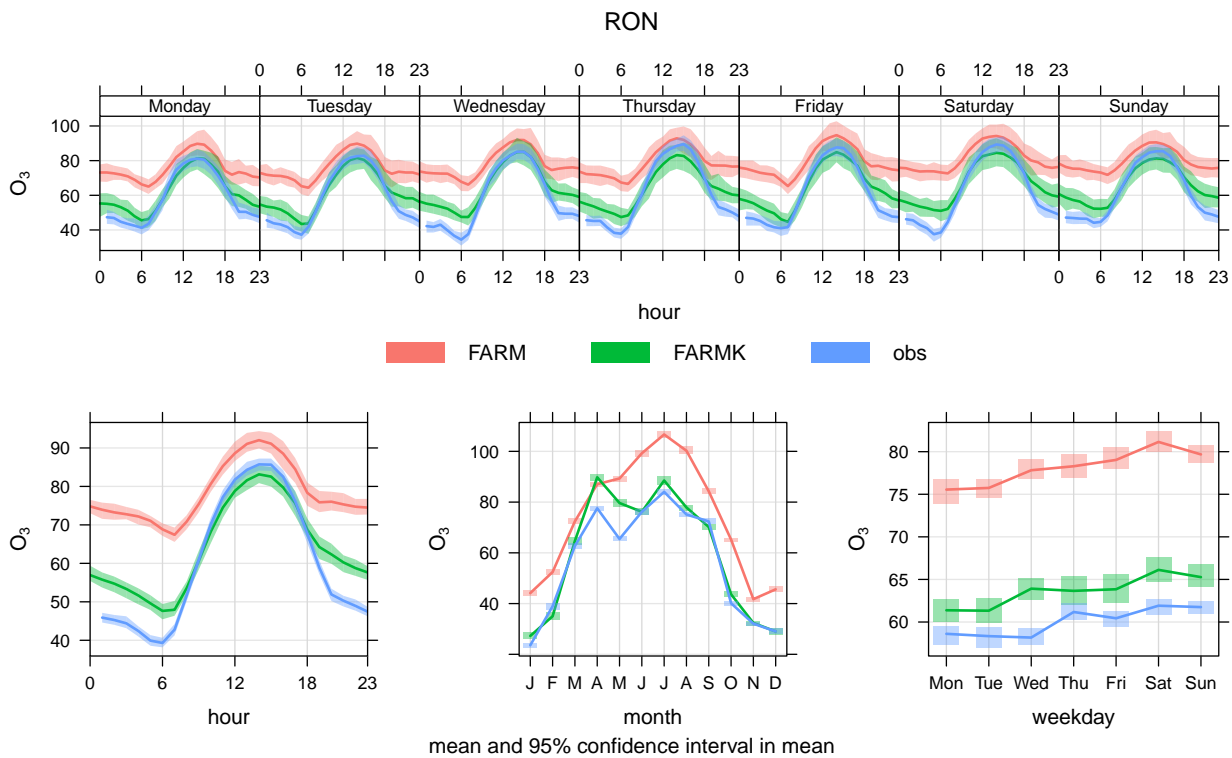 RON
0 6 12 18 23 0 6 12 18 23 0 6 12 18 23
Monday Tuesday Wednesday Thursday Friday Saturday Sunday
100
80
60
40
O3
0 6 12 18 23 0 6 12 18 23 0 6 12 18 23 0 6 12 18 23
hour
FARM FARMK obs
90
80
70
60
50
40
O3
0 6 12 18 23
hour
100
80
60
40
O3
J F M A M J J A S O N D
month
80
75
70
65
60
O3
Mon Tue Wed Thu Fri Sat Sun
weekday
mean and 95% confidence interval in mean